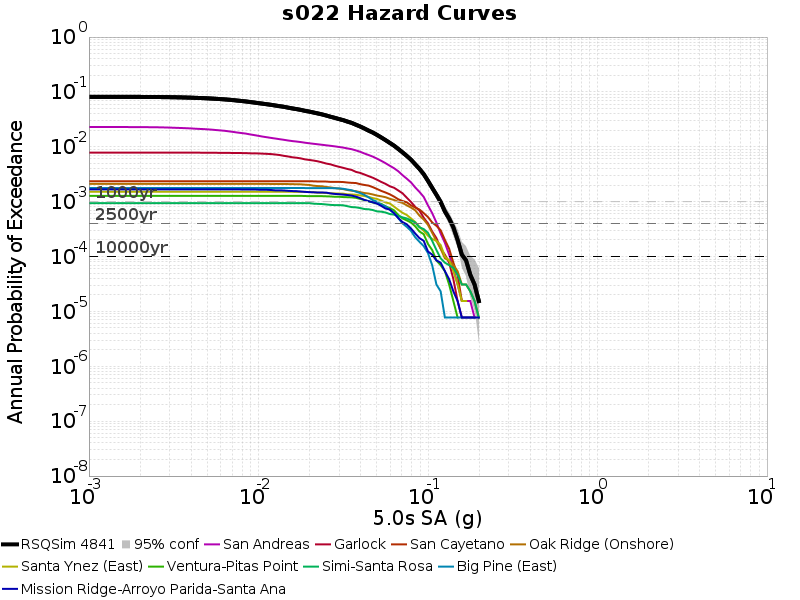 s022 Hazard Curves
Annual Probability of Exceedance
10^0
10^-1
10^-2
10^-3
10^-4
10^-5
10^-6
10^-7
10^-8
1000yr
2500yr
10000yr
10^-3 10^-2 10^-1 10^0 10^1
5.0s SA (g)
RSQSim 4841 95% conf San Andreas Garlock San Cayetano Oak Ridge (Onshore)
Santa Ynez (East) Ventura-Pitas Point Simi-Santa Rosa Big Pine (East)
Mission Ridge-Arroyo Parida-Santa Ana